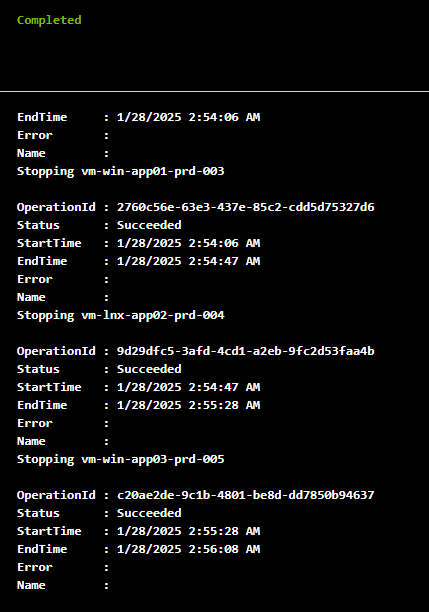 Completed
EndTime     : 1/28/2025 2:54:06 AM
Error       :
Name        :
Stopping vm-win-app01-prd-003
OperationId : 2760c56e-63e3-437e-85c2-cdd5d75327d6
Status      : Succeeded
StartTime   : 1/28/2025 2:54:06 AM
EndTime     : 1/28/2025 2:54:47 AM
Error       :
Name        :
Stopping vm-lnx-app02-prd-004
OperationId : 9d29dfc5-3afd-4cd1-a2eb-9fc2d53faa4b
Status      : Succeeded
StartTime   : 1/28/2025 2:54:47 AM
EndTime     : 1/28/2025 2:55:28 AM
Error       :
Name        :
Stopping vm-win-app03-prd-005
OperationId : c20ae2de-9c1b-4801-be8d-dd7850b94637
Status      : Succeeded
StartTime   : 1/28/2025 2:55:28 AM
EndTime     : 1/28/2025 2:56:08 AM
Error       :
Name        :